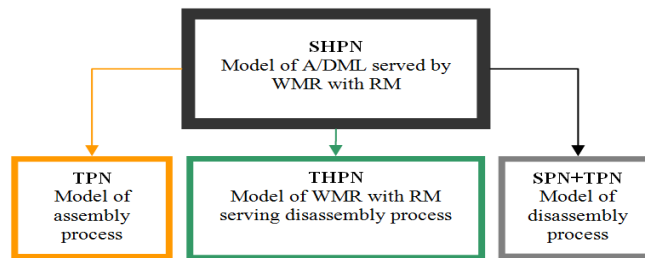 SHPN
Model of A/DML served by
WMR with RM
TPN
Model of
assembly
process
THPN
Model of WMR with RM
serving disassembly process
SPN+TPN
Model of
disassembly
process